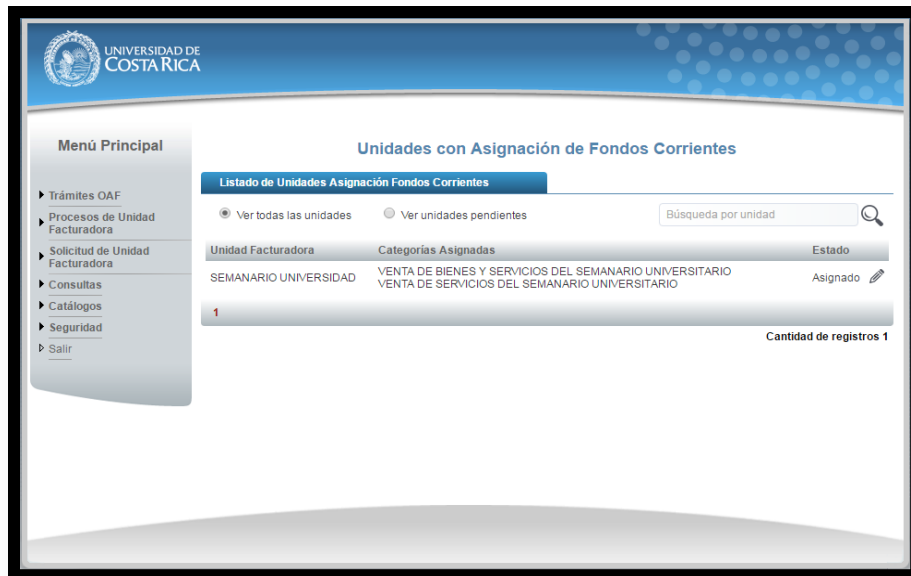 UNIVERSIDAD DE
COSTA RICA
Menú Principal
Trámites OAF
Procesos de Unidad
Facturadora
Solicitud de Unidad
Facturadora
Consultas
Catálogos
Seguridad
Salir
Unidades con Asignación de Fondos Corrientes
Listado de Unidades Asignación Fondos Corrientes
Ver todas las unidades Ver unidades pendientes Búsqueda por unidad
Unidad Facturadora Categorías Asignadas Estado
SEMANARIO UNIVERSIDAD VENTA DE BIENES Y SERVICIOS DEL SEMANARIO UNIVERSITARIO Asignado
VENTA DE SERVICIOS DEL SEMANARIO UNIVERSITARIO
1
Cantidad de registros 1